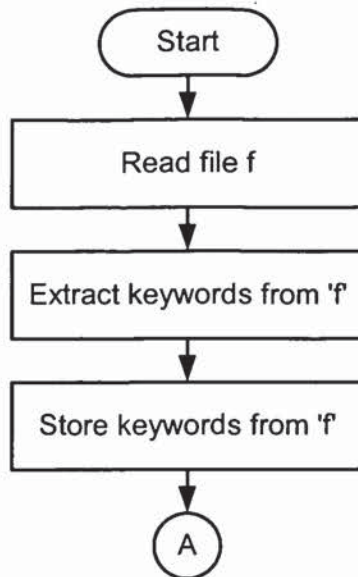 Start
Read file f
Extract keywords from 'f'
Store keywords from 'f'
A